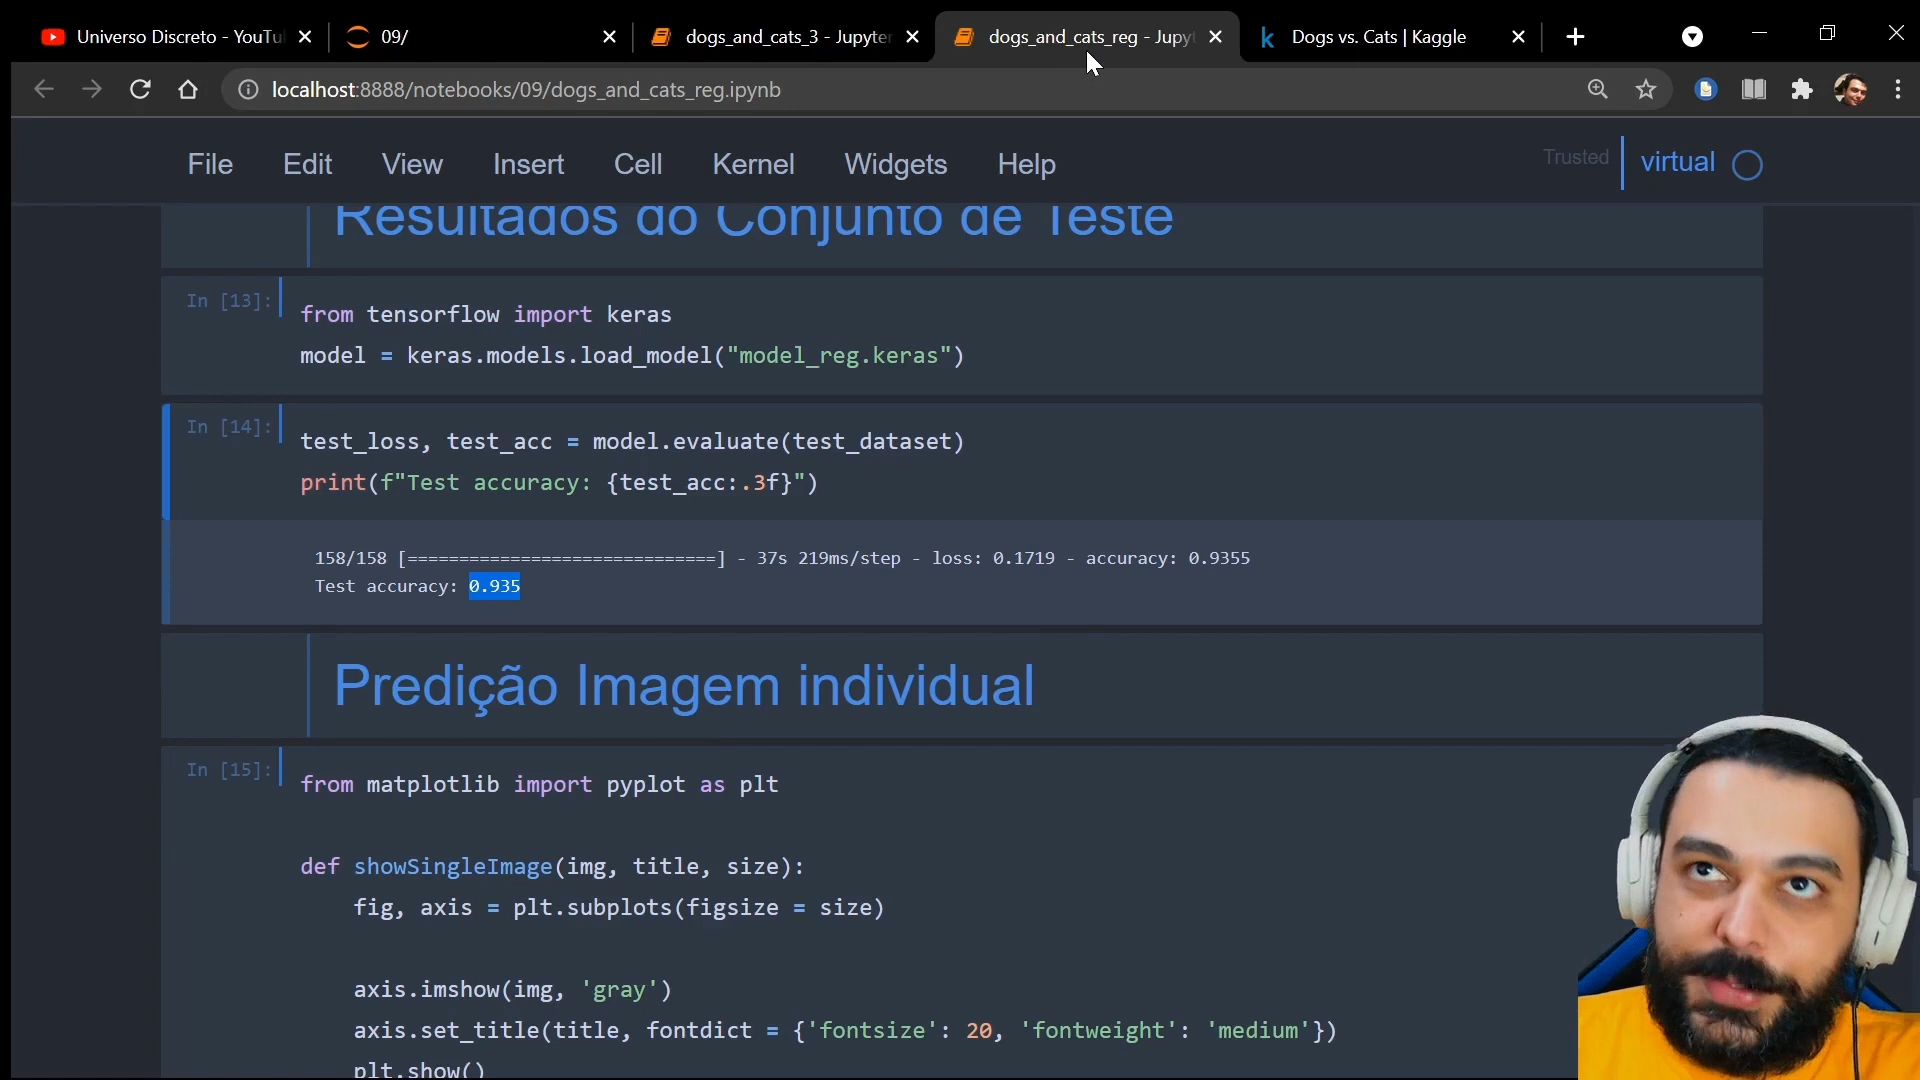 Universo Discreto - YouTu
09/
dogs_and_cats_3 - Jupyter
dogs_and_cats_reg - Jupyt
Dogs vs. Cats | Kaggle
localhost:8888/notebooks/09/dogs_and_cats_reg.ipynb
File Edit View Insert Cell Kernel Widgets Help Trusted virtual
Resultados do Conjunto de Teste
In [13]:
from tensorflow import keras
model = keras.models.load_model("model_reg.keras")
In [14]:
test_loss, test_acc = model.evaluate(test_dataset)
print(f"Test accuracy: {test_acc:.3f}")
158/158 [==============================] - 37s 219ms/step - loss: 0.1719 - accuracy: 0.9355
Test accuracy: 0.935
Predição Imagem individual
In [15]:
from matplotlib import pyplot as plt
def showSingleImage(img, title, size):
fig, axis = plt.subplots(figsize = size)
axis.imshow(img, 'gray')
axis.set_title(title, fontdict = {'fontsize': 20, 'fontweight': 'medium'})
plt.show()